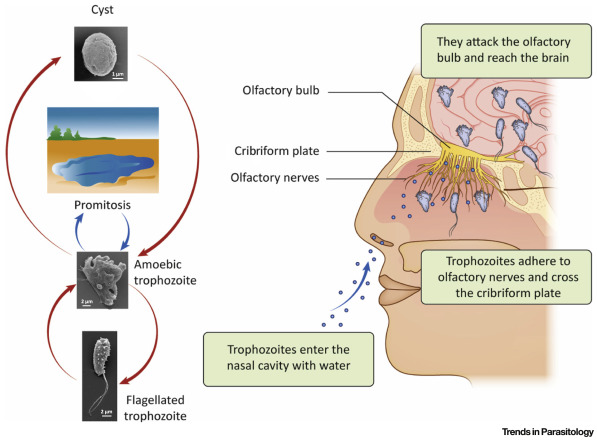 Cyst
1 µm
Promitosis
Amoebic
trophozoite
2 µm
Flagellated
trophozoite
2 µm
They attack the olfactory
bulb and reach the brain
Olfactory bulb
Cribriform plate
Olfactory nerves
Trophozoites adhere to
olfactory nerves and cross
the cribriform plate
Trophozoites enter the
nasal cavity with water
Trends in Parasitology